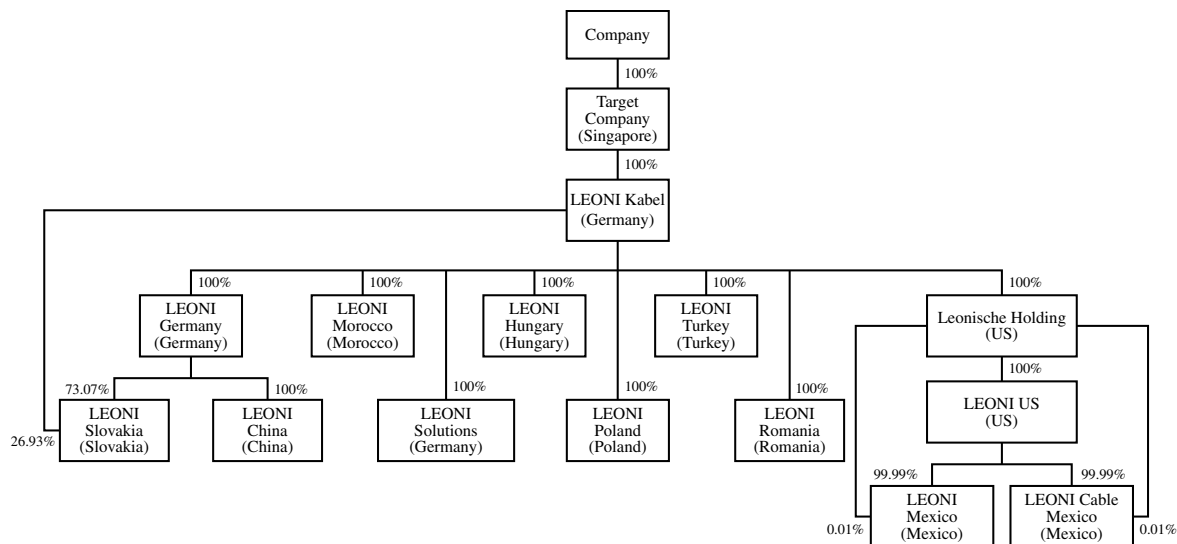 Company
100%
Target
Company
(Singapore)
100%
LEONI Kabel
(Germany)
100%
100%
100%
100%
100%
LEONI
Germany
(Germany)
LEONI
Morocco
(Morocco)
LEONI
Hungary
(Hungary)
LEONI
Turkey
(Turkey)
Leonische Holding
(US)
73.07%
100%
100%
100%
100%
100%
26.93%
LEONI
Slovakia
(Slovakia)
LEONI
China
(China)
LEONI
Solutions
(Germany)
LEONI
Poland
(Poland)
LEONI
Romania
(Romania)
LEONI US
(US)
99.99%
99.99%
0.01%
LEONI
Mexico
(Mexico)
LEONI Cable
Mexico
(Mexico)
0.01%